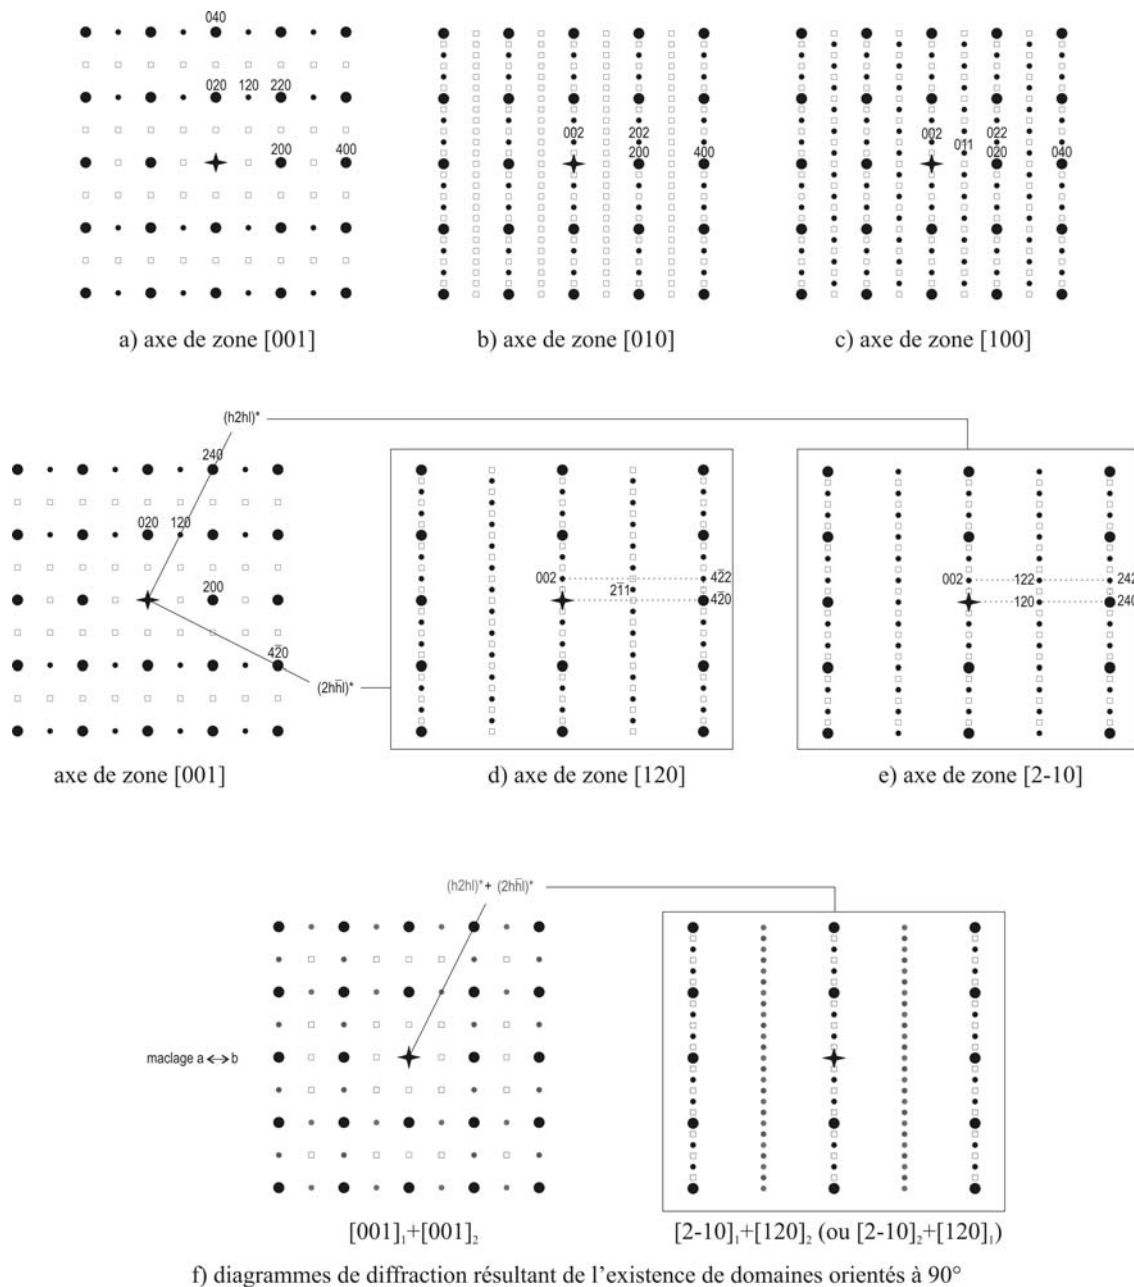 040
020 120 220
200 400
002 202
200 400
002 022
011
020 040
a) axe de zone [001]
b) axe de zone [010]
c) axe de zone [100]
(h2hl)*
240
020 120
200
42̄0
(2hh̄l)*
002 42̄2
2̄1̄1
42̄0
002 122 242
120 240
axe de zone [001]
d) axe de zone [120]
e) axe de zone [2-10]
(h2hl)* + (2hh̄l)*
maclage a ↔ b
[001]₁+[001]₂
[2-10]₁+[120]₂ (ou [2-10]₂+[120]₁)
f) diagrammes de diffraction résultant de l'existence de domaines orientés à 90°